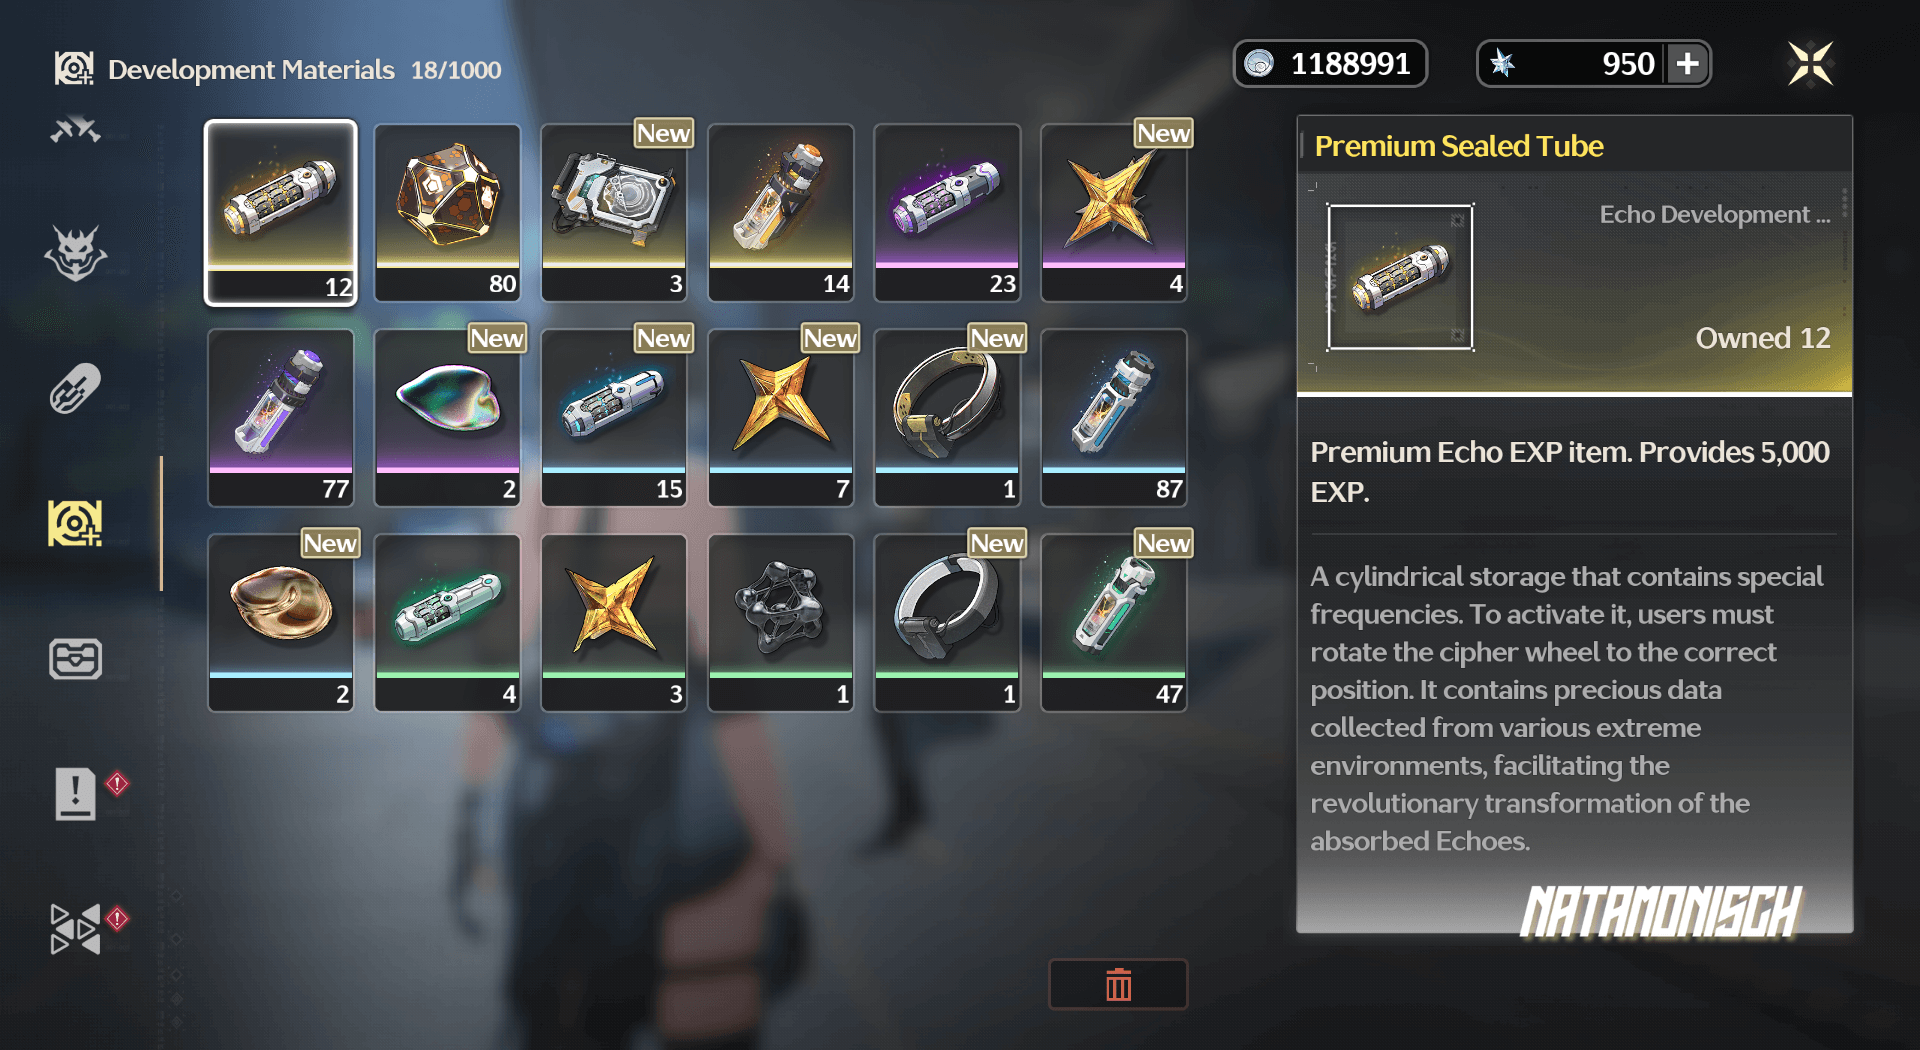 Development Materials 18/1000
1188991
950
New
New
12
80
3
14
23
4
New
New
New
New
77
2
15
7
1
87
New
New
New
2
4
3
1
1
47
Premium Sealed Tube
Echo Development ...
Owned 12
Premium Echo EXP item. Provides 5,000
EXP.
A cylindrical storage that contains special
frequencies. To activate it, users must
rotate the cipher wheel to the correct
position. It contains precious data
collected from various extreme
environments, facilitating the
revolutionary transformation of the
absorbed Echoes.
NATAMONISCH